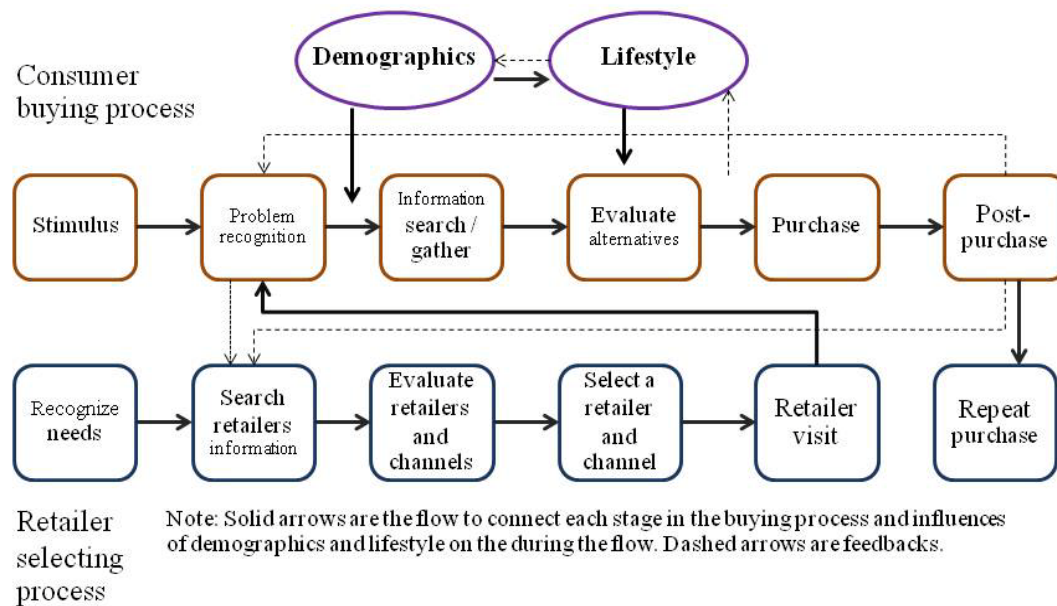 Demographics
Lifestyle
Consumer
buying process
Stimulus
Problem
recognition
Information
search /
gather
Evaluate
alternatives
Purchase
Post-
purchase
Recognize
needs
Search
retailers
information
Evaluate
retailers
and
channels
Select a
retailer
and
channel
Retailer
visit
Repeat
purchase
Retailer
selecting
process
Note: Solid arrows are the flow to connect each stage in the buying process and influences
of demographics and lifestyle on the during the flow. Dashed arrows are feedbacks.